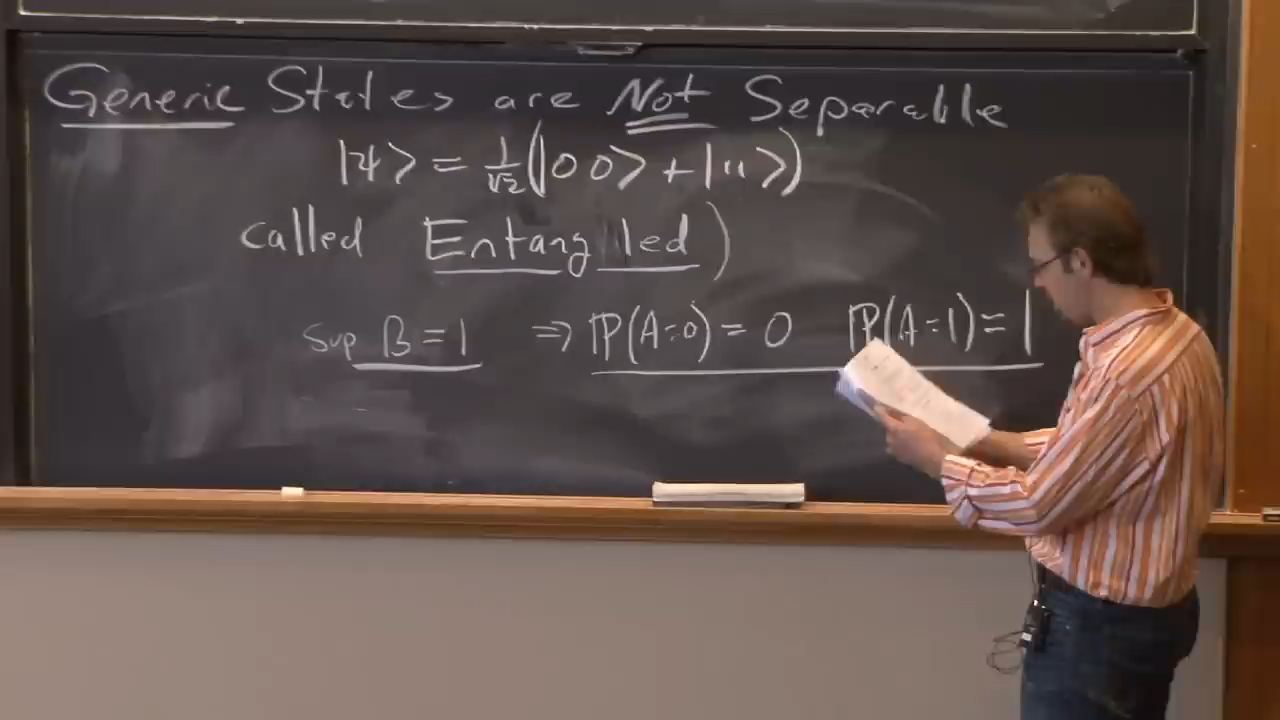 Generic States are Not Separable
|ψ> = 1/√2(|00> + |11>)
called Entangled)
Sup B = 1 ⇒ ℙ(A=0) = 0 ℙ(A=1) = 1